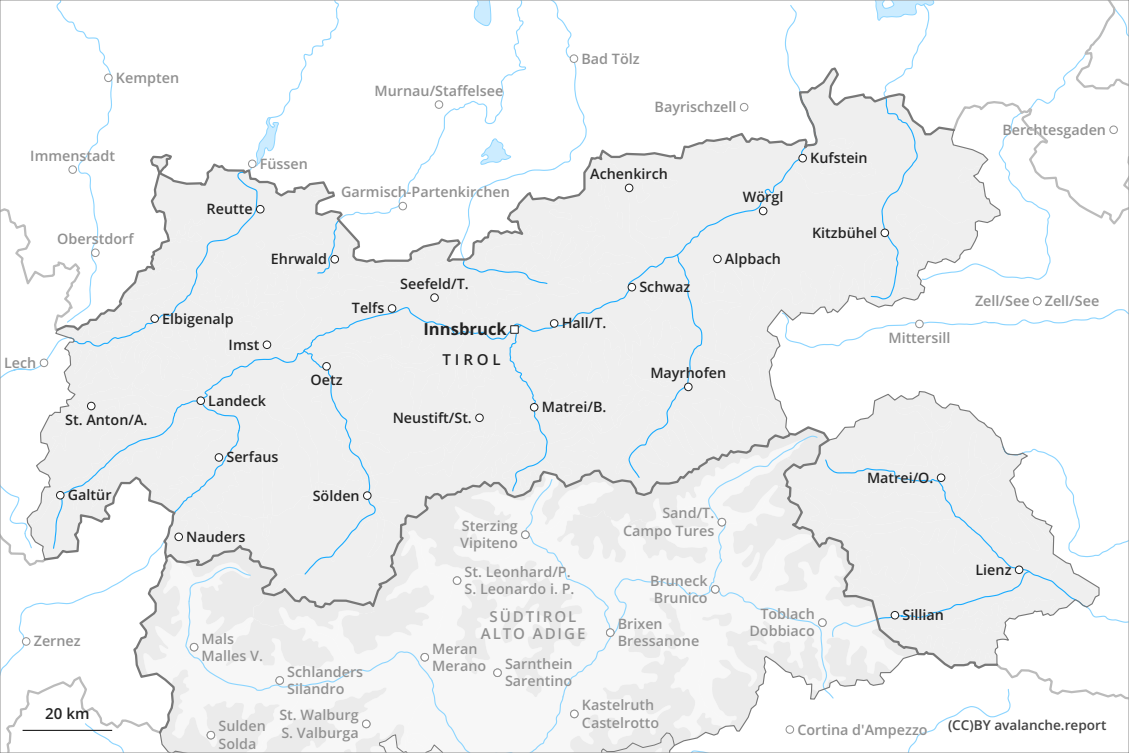 Kempten
Bad Tölz
Murnau/Staffelsee
Bayrischzell
Berchtesgaden
Immenstadt
Füssen
Kufstein
Achenkirch
Garmisch-Partenkirchen
Wörgl
Reutte
Kitzbühel
Oberstdorf
Ehrwald
Alpbach
Seefeld/T.
Schwaz
Zell/See
Zell/See
Telfs
Elbigenalp
Innsbruck
Hall/T.
Mittersill
Imst
TIROL
Lech
Oetz
Mayrhofen
Landeck
Matrei/B.
St. Anton/A.
Neustift/St.
Serfaus
Matrei/O.
Galtür
Sölden
Sand/T.
Campo Tures
Sterzing
Vipiteno
Nauders
St. Leonhard/P.
S. Leonardo i. P.
Lienz
Bruneck
Brunico
SÜDTIROL
ALTO ADIGE
Toblach
Dobbiaco
Sillian
Brixen
Bressanone
Zernez
Mals
Malles V.
Meran
Merano
Sarnthein
Sarentino
Schlanders
Silandro
Kastelruth
Castelrotto
St. Walburg
S. Valburga
Sulden
Solda
20 km
Cortina d'Ampezzo
(CC)BY avalanche.report